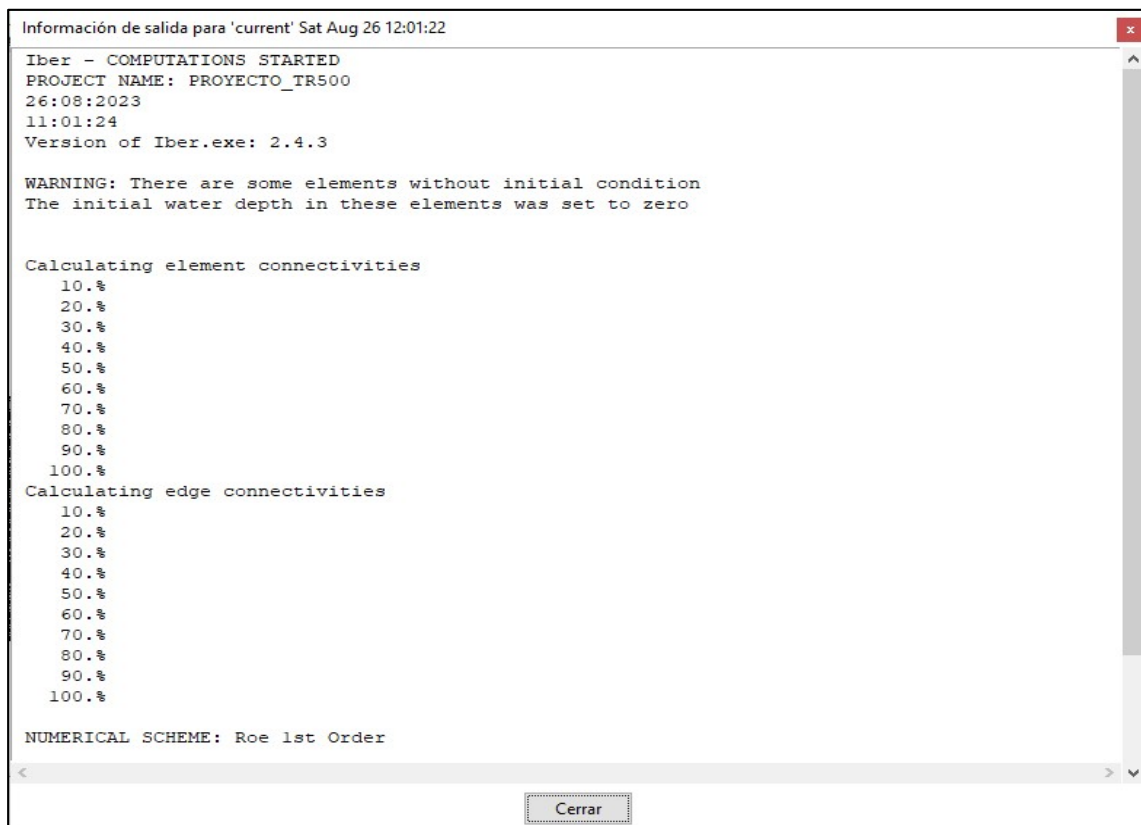 Información de salida para 'current' Sat Aug 26 12:01:22
x
Iber - COMPUTATIONS STARTED
PROJECT NAME: PROYECTO_TR500
26:08:2023
11:01:24
Version of Iber.exe: 2.4.3
WARNING: There are some elements without initial condition
The initial water depth in these elements was set to zero
Calculating element connectivities
10.%
20.%
30.%
40.%
50.%
60.%
70.%
80.%
90.%
100.%
Calculating edge connectivities
10.%
20.%
30.%
40.%
50.%
60.%
70.%
80.%
90.%
100.%
NUMERICAL SCHEME: Roe 1st Order
Cerrar